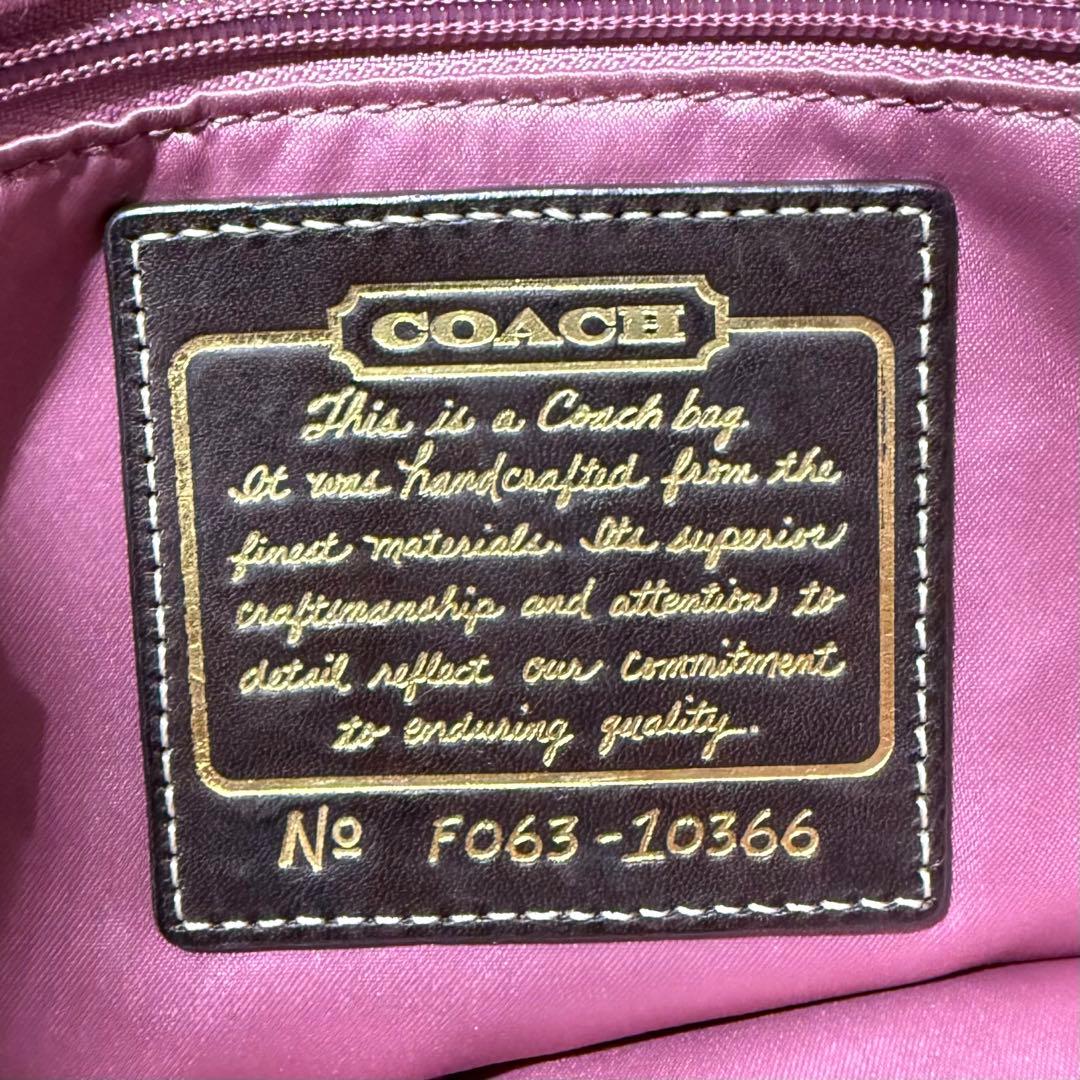 COACH
This is a Coach bag.
It was handcrafted from the
finest materials. Its superior
craftsmanship and attention to
detail reflect our commitment
to enduring quality.
Nº F063-10366